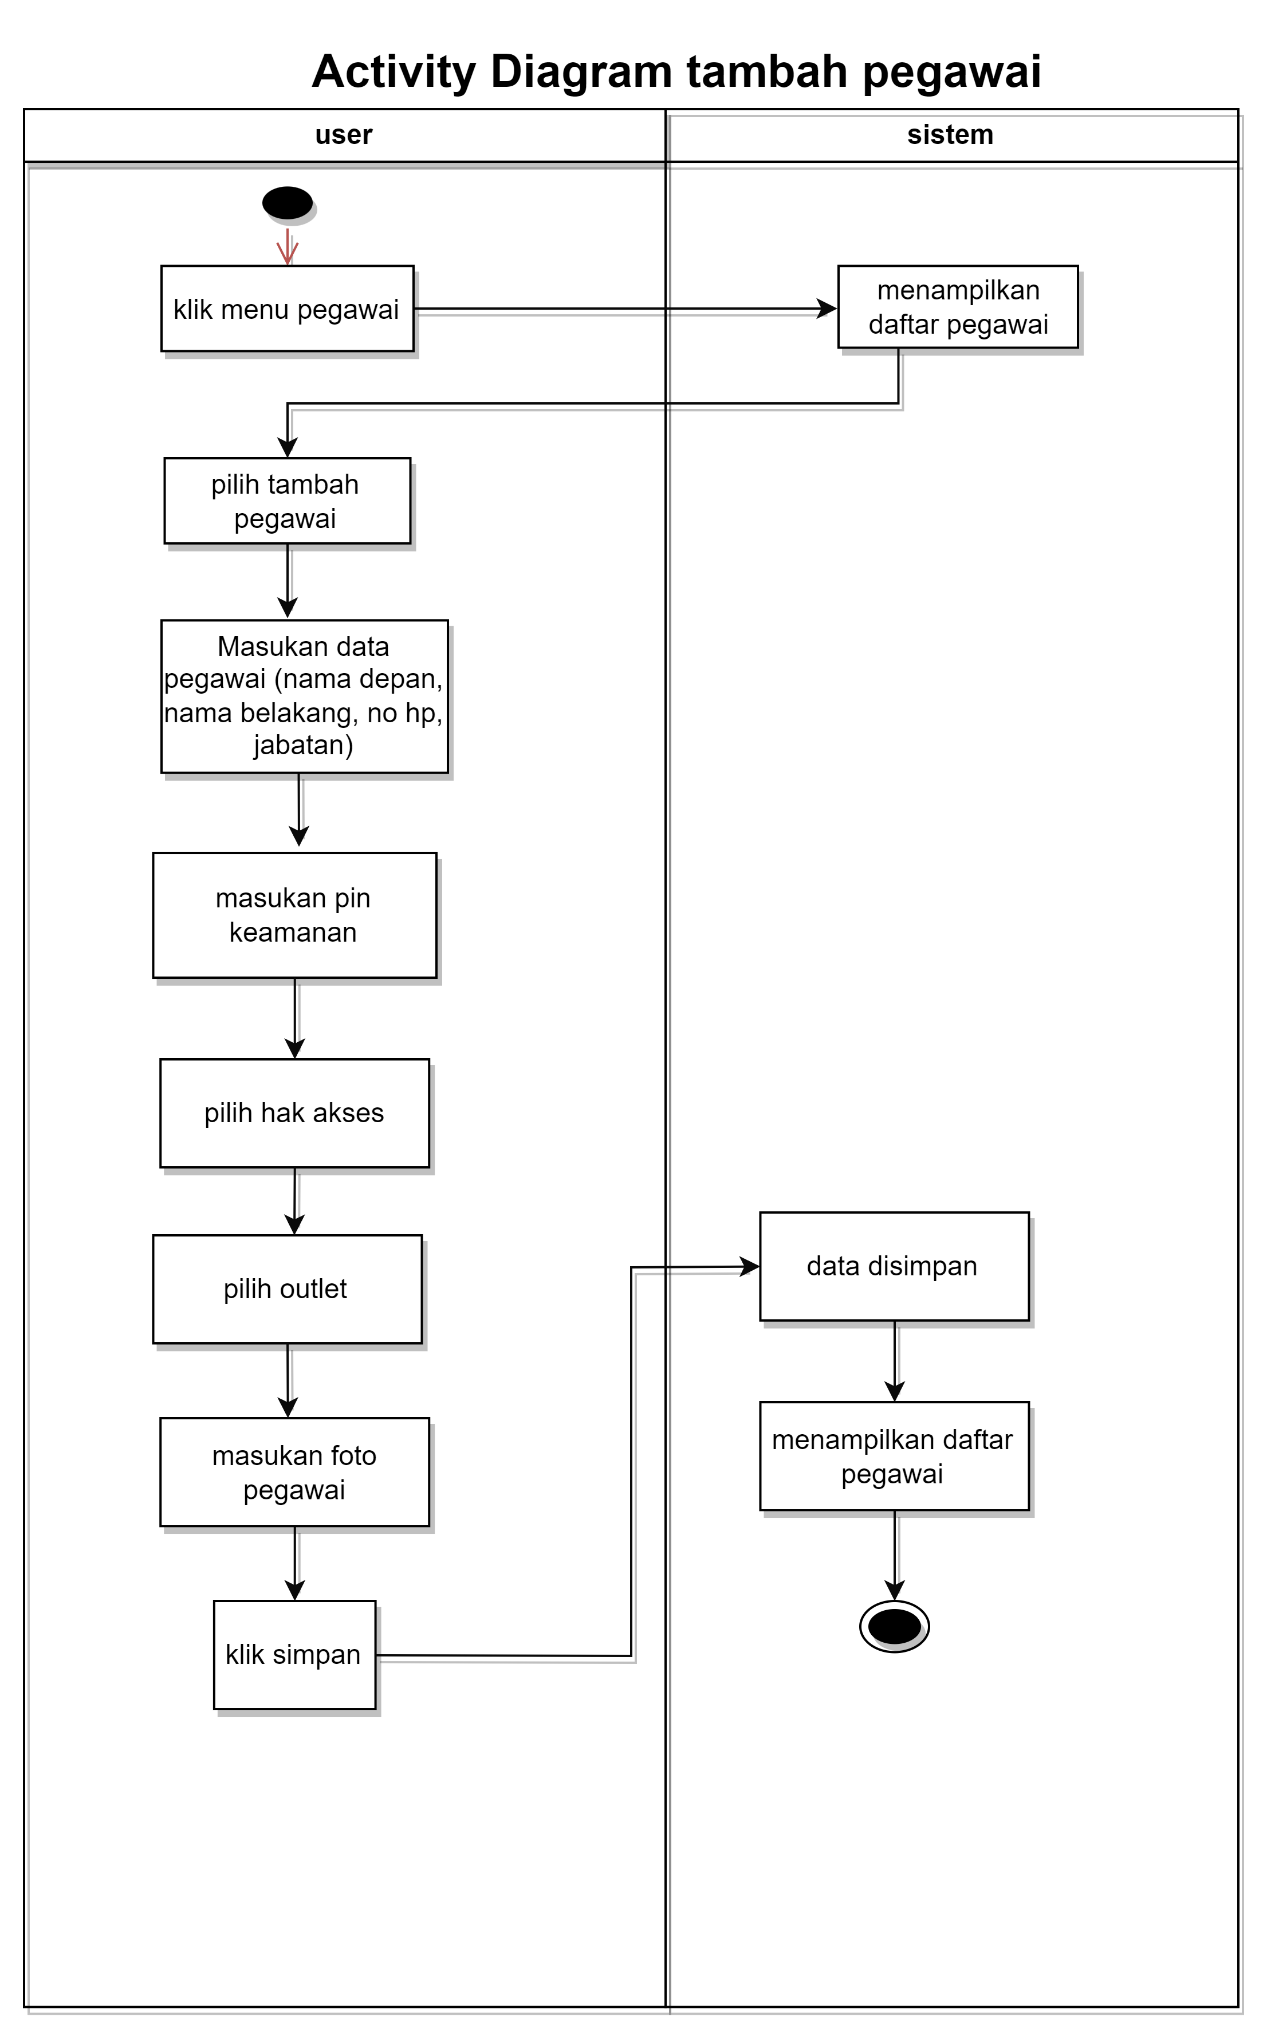 Activity Diagram tambah pegawai
user
sistem
klik menu pegawai
menampilkan
daftar pegawai
pilih tambah
pegawai
Masukan data
pegawai (nama depan,
nama belakang, no hp,
jabatan)
masukan pin
keamanan
pilih hak akses
pilih outlet
masukan foto
pegawai
klik simpan
data disimpan
menampilkan daftar
pegawai